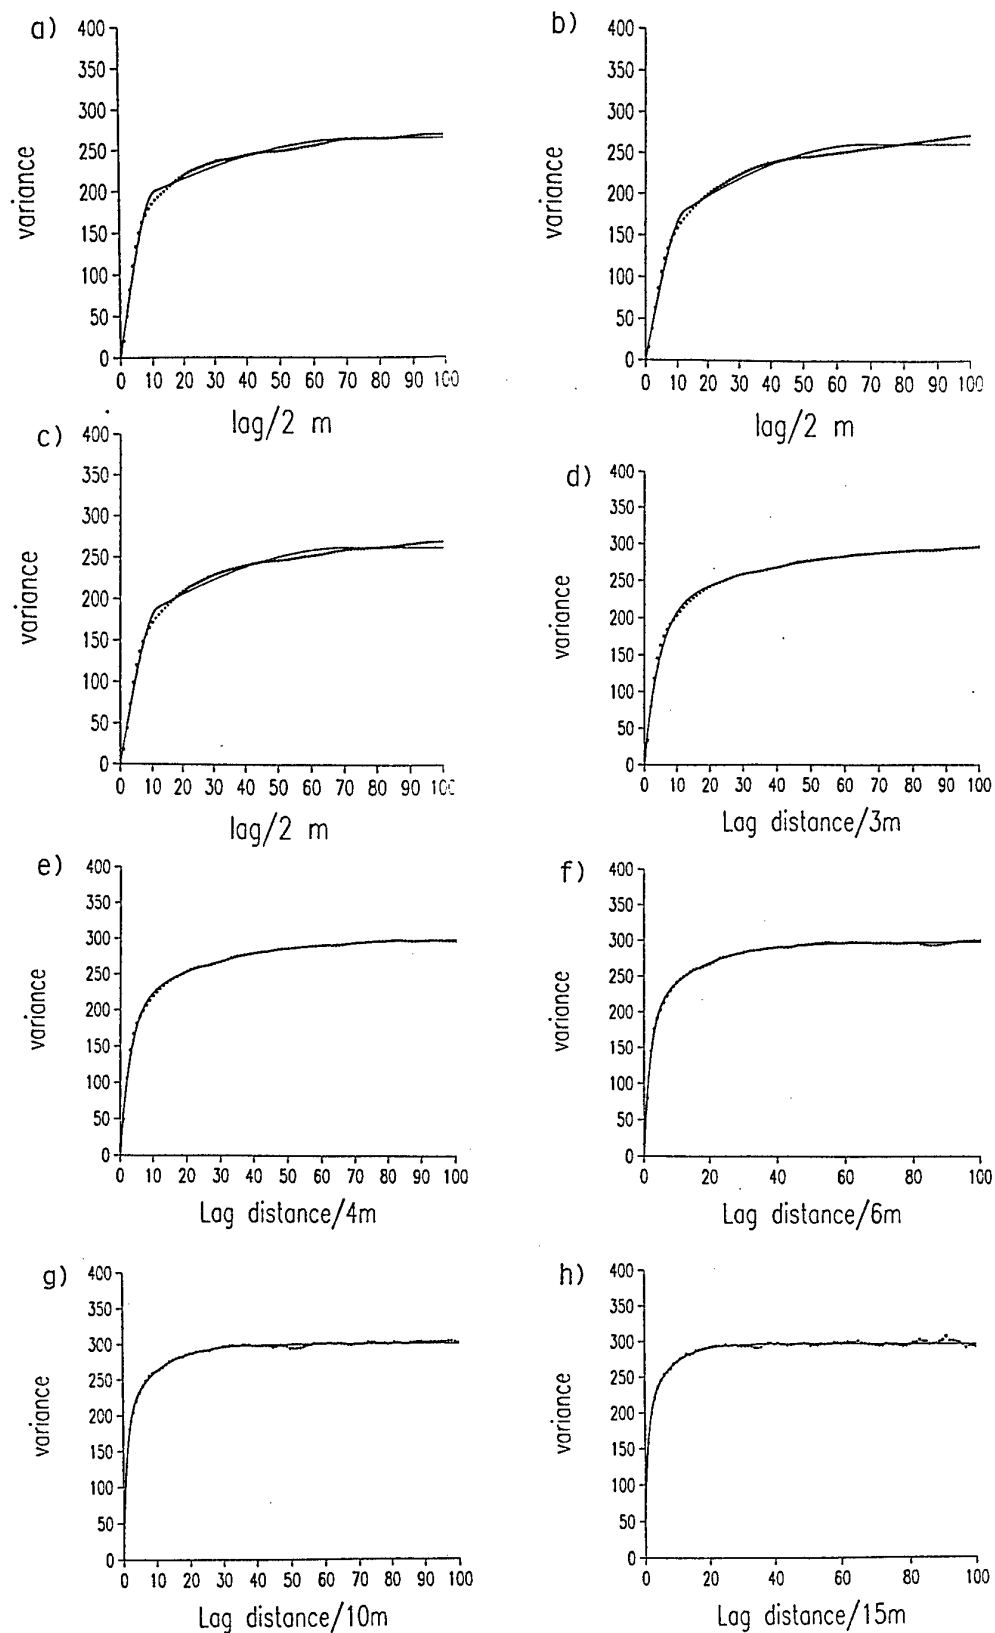 a)
400
350
300
250
200
150
100
50
0
variance
0 10 20 30 40 50 60 70 80 90 100
lag/2 m
b)
400
350
300
250
200
150
100
50
0
variance
0 10 20 30 40 50 60 70 80 90 100
lag/2 m
c)
400
350
300
250
200
150
100
50
0
variance
0 10 20 30 40 50 60 70 80 90 100
lag/2 m
d)
400
350
300
250
200
150
100
50
0
variance
0 10 20 30 40 50 60 70 80 90 100
Lag distance/3m
e)
400
350
300
250
200
150
100
50
0
variance
0 10 20 30 40 50 60 70 80 90 100
Lag distance/4m
f)
400
350
300
250
200
150
100
50
0
variance
0 20 40 60 80 100
Lag distance/6m
g)
400
350
300
250
200
150
100
50
0
variance
0 10 20 30 40 50 60 70 80 90 100
Lag distance/10m
h)
400
350
300
250
200
150
100
50
0
variance
0 20 40 60 80 100
Lag distance/15m